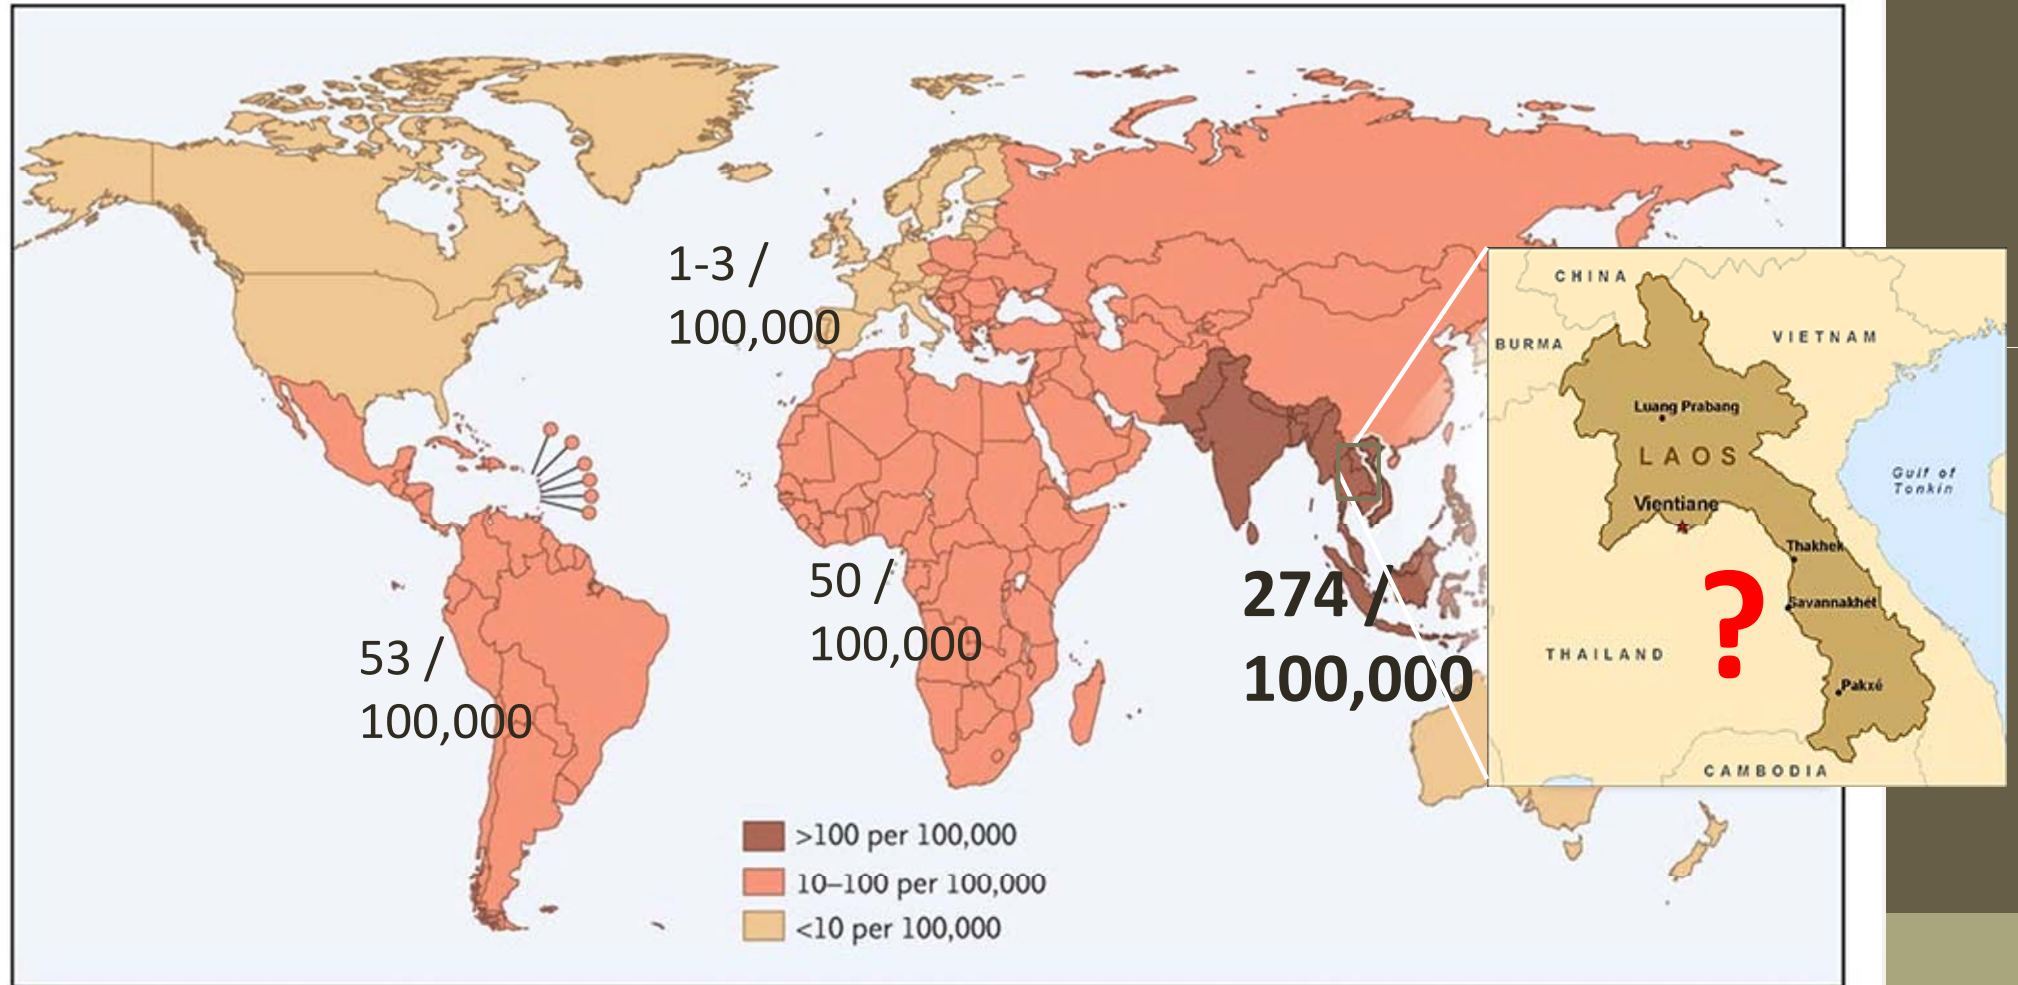 1-3 /
100,000
53 /
100,000
50 /
100,000
274 /
100,000
>100 per 100,000
10–100 per 100,000
<10 per 100,000
CHINA
BURMA
VIETNAM
Luang Prabang
LAOS
Gulf of
Tonkin
Vientiane
Thakhek
?
Savannakhét
THAILAND
Pakxé
CAMBODIA